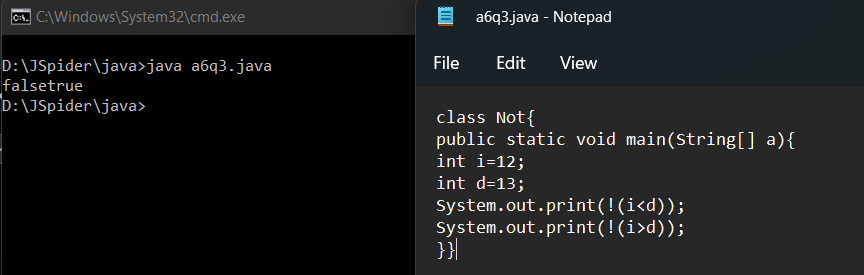 C:\Windows\System32\cmd.exe
D:\JSpider\java>java a6q3.java
falsetrue
D:\JSpider\java>
a6q3.java - Notepad
File Edit View
class Not{
public static void main(String[] a){
int i=12;
int d=13;
System.out.print(!(i<d));
System.out.print(!(i>d));
}}